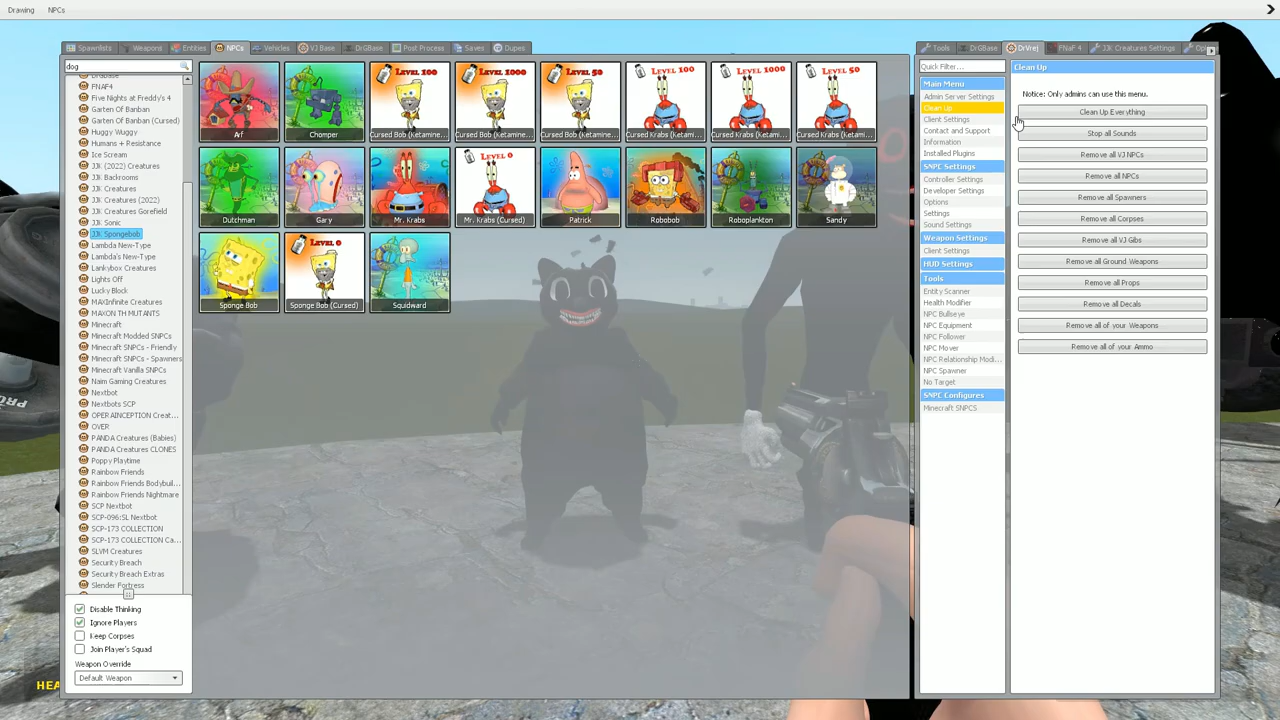 Drawing NPCs
Spawnlists Weapons Entities NPCs Vehicles VJ Base DrGBase Post Process Saves Dupes
dog
DrGBase
FNAF4
Five Nights at Freddy's 4
Garten Of Banban
Garten Of Banban (Cursed)
Huggy Wuggy
Humans + Resistance
Ice Scream
JJK (2022) Creatures
JJK Backrooms
JJK Creatures
JJK Creatures (2022)
JJK Creatures Gorefield
JJK Sonic
JJK Spongebob
Lambda New-Type
Lambda's New-Type
Lankybox Creatures
Lights Off
Lucky Block
MAXInfinite Creatures
MAXON TH MUTANTS
Minecraft
Minecraft Modded SNPCs
Minecraft SNPCs - Friendly
Minecraft SNPCs - Spawners
Minecraft Vanilla SNPCs
Naim Gaming Creatures
Nextbot
Nextbots SCP
OPERAINCEPTION Creat...
OVER
PANDA Creatures (Babies)
PANDA Creatures CLONES
Poppy Playtime
Rainbow Friends
Rainbow Friends Bodybuil...
Rainbow Friends Nightmare
SCP Nextbot
SCP-096:SL Nextbot
SCP-173 COLLECTION
SCP-173 COLLECTION Ca...
SLVM Creatures
Security Breach
Security Breach Extras
Slender Fortress
Disable Thinking
Ignore Players
Keep Corpses
Join Player's Squad
Weapon Override
Default Weapon
HEA
LEVEL 100 LEVEL 1000 LEVEL 50 LEVEL 100 LEVEL 1000 LEVEL 50
Arf Chomper Cursed Bob (Ketamine... Cursed Bob (Ketamine... Cursed Bob (Ketamine... Cursed Krabs (Ketami... Cursed Krabs (Ketami... Cursed Krabs (Ketami...
LEVEL 0
Dutchman Gary Mr. Krabs Mr. Krabs (Cursed) Patrick Robobob Roboplankton Sandy
LEVEL 0
Sponge Bob Sponge Bob (Cursed) Squidward
Tools DrGBase DrVrej FNaF 4 JJK Creatures Settings
Quick Filter...
Main Menu
Admin Server Settings
Clean Up
Client Settings
Contact and Support
Information
Installed Plugins
SNPC Settings
Controller Settings
Developer Settings
Options
Settings
Sound Settings
Weapon Settings
Client Settings
HUD Settings
Tools
Entity Scanner
Health Modifier
NPC Bullseye
NPC Equipment
NPC Follower
NPC Mover
NPC Relationship Modi...
NPC Spawner
No Target
SNPC Configures
Minecraft SNPCS
Clean Up
Notice: Only admins can use this menu.
Clean Up Everything
Stop all Sounds
Remove all VJ NPCs
Remove all NPCs
Remove all Spawners
Remove all Corpses
Remove all VJ Gibs
Remove all Ground Weapons
Remove all Props
Remove all Decals
Remove all of your Weapons
Remove all of your Ammo